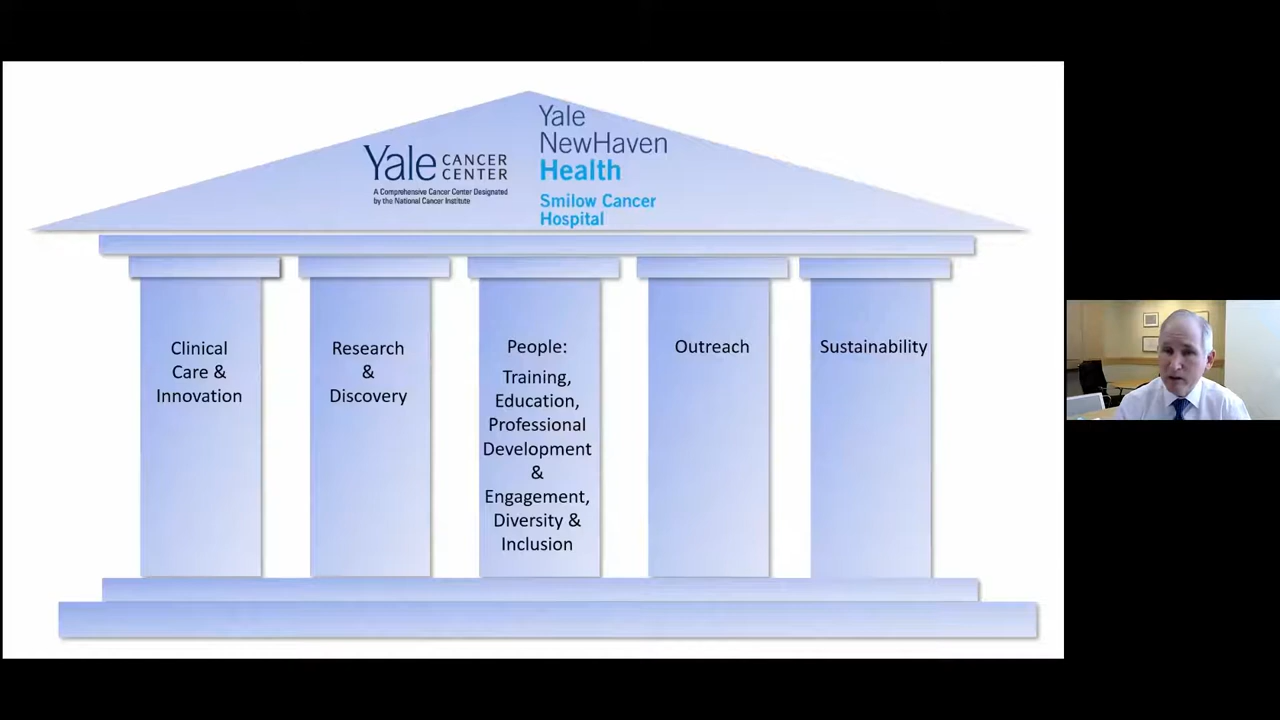 Yale CANCER CENTER
A Comprehensive Cancer Center Designated
by the National Cancer Institute
Yale
NewHaven
Health
Smilow Cancer
Hospital
Clinical
Care &
Innovation
Research
&
Discovery
People:
Training,
Education,
Professional
Development
&
Engagement,
Diversity &
Inclusion
Outreach
Sustainability